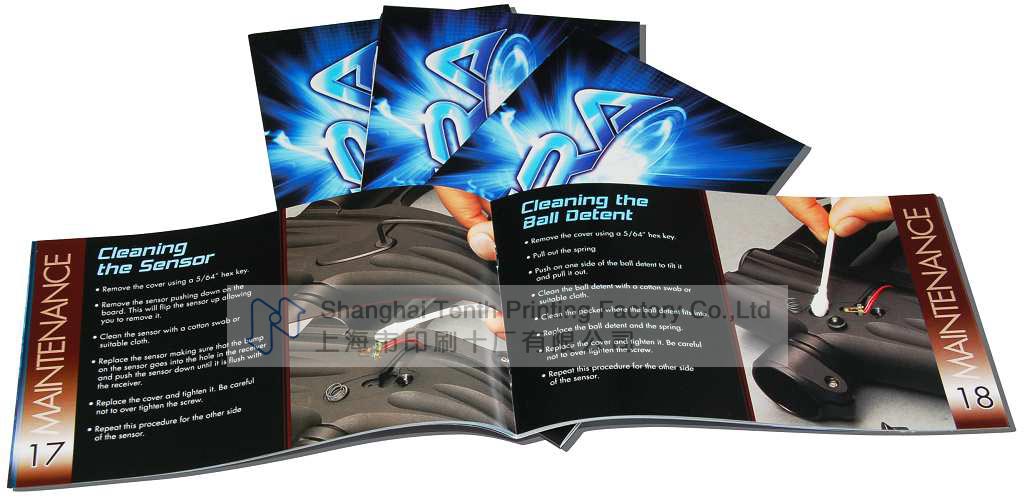 MAINTENANCE
17
Cleaning
the Sensor
• Remove the cover using a 5/64" hex key.
• Remove the sensor pushing down on the
board. This will flip the sensor up allowing
you to remove it.
• Clean the sensor with a cotton swab or
suitable cloth.
• Replace the sensor making sure that the bump
on the sensor goes into the hole in the receiver
and push the sensor down until it is flush with
the receiver.
• Replace the cover and tighten it. Be careful
not to over tighten the screw.
• Repeat this procedure for the other side
of the sensor.
Cleaning the
Ball Detent
• Remove the cover using a 5/64" hex key.
• Pull out the spring
• Push on one side of the ball detent to tilt it
and pull it out.
• Clean the ball detent with a cotton swab or
suitable cloth.
• Clean the pocket where the ball detent fits into.
• Replace the ball detent and the spring.
• Replace the cover and tighten it. Be careful
not to over tighten the screw.
• Repeat this procedure for the other side
of the sensor.
MAINTENANCE
18
Shanghai Tenth Printing Factory Co.,Ltd
上海市印刷十厂有限公司